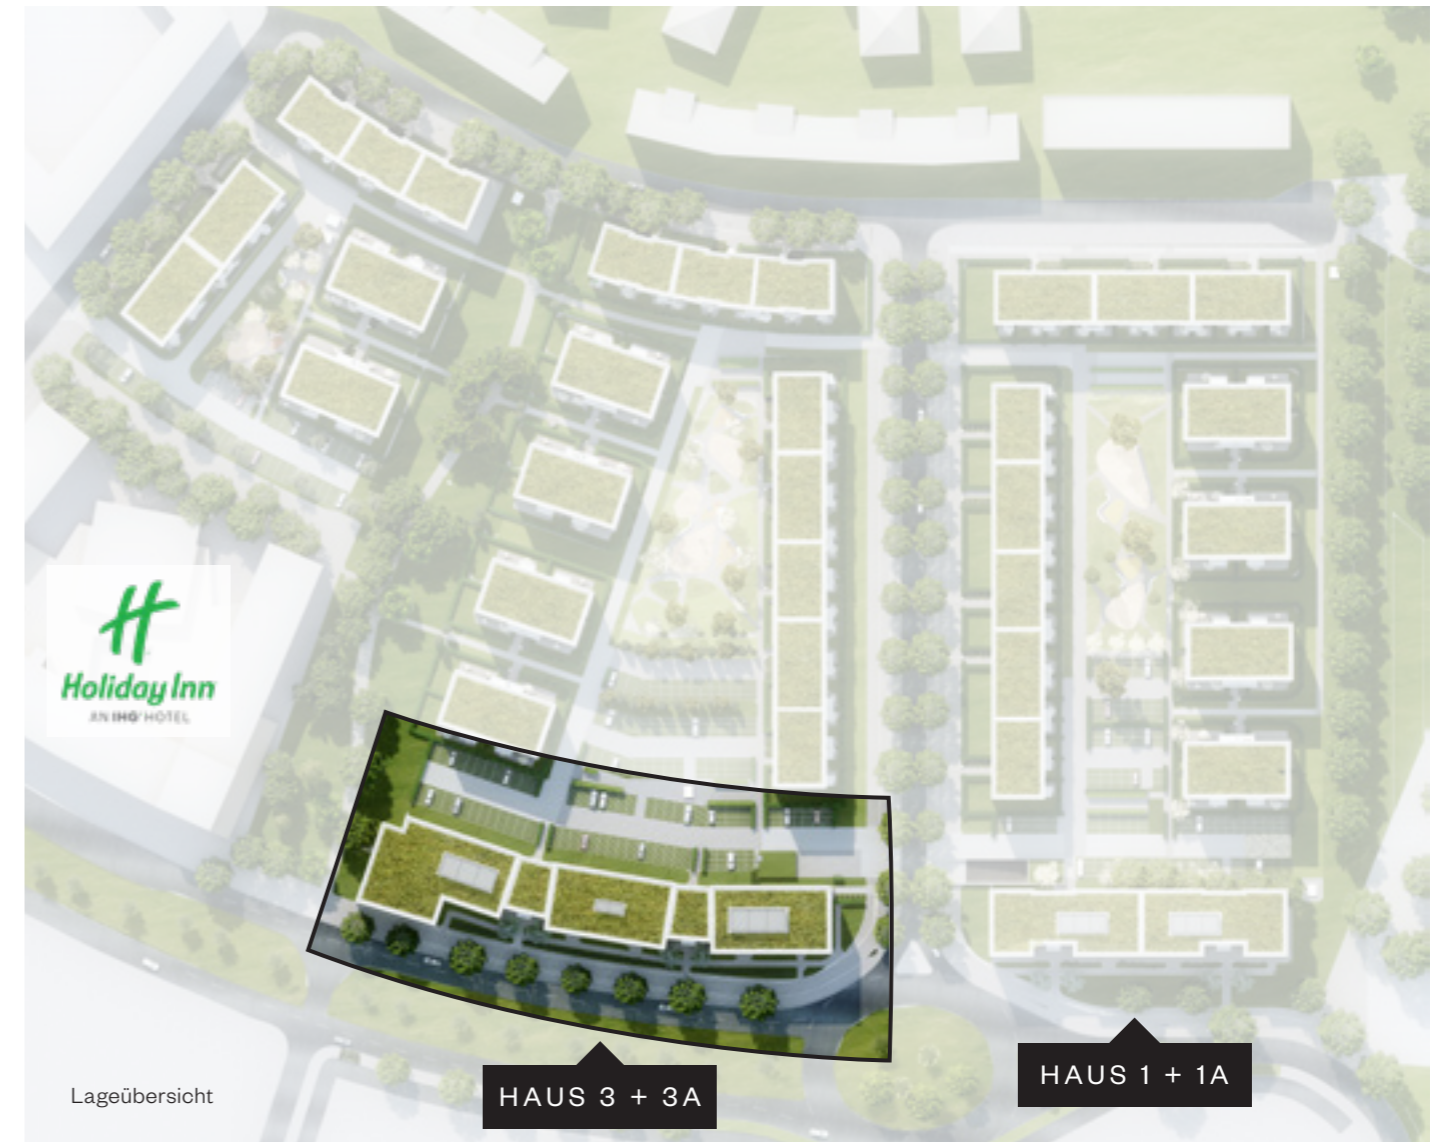 Holiday Inn
AN IHG® HOTEL
Lageübersicht
HAUS 3 + 3A
HAUS 1 + 1A